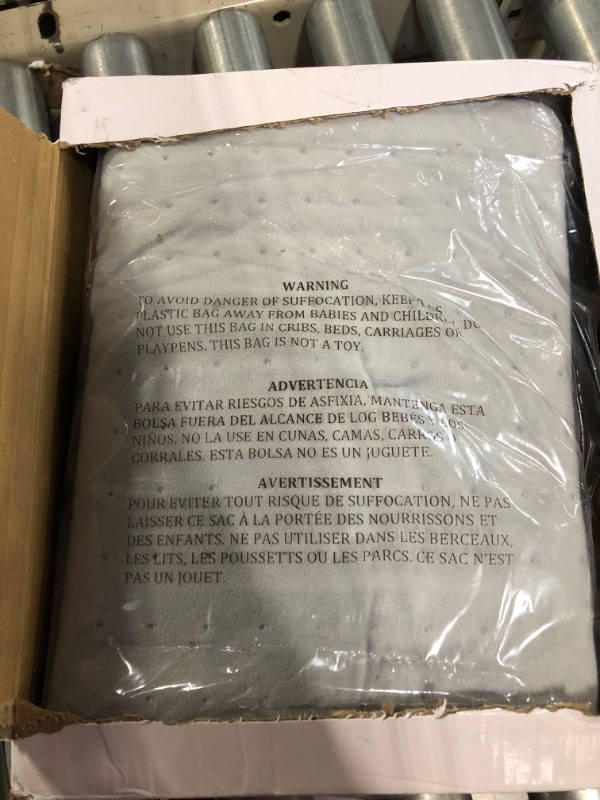 WARNING
TO AVOID DANGER OF SUFFOCATION, KEEP
PLASTIC BAG AWAY FROM BABIES AND CHILDREN. DO
NOT USE THIS BAG IN CRIBS, BEDS, CARRIAGES OR
PLAYPENS. THIS BAG IS NOT A TOY.
ADVERTENCIA
PARA EVITAR RIESGOS DE ASFIXIA, MANTENGA ESTA
BOLSA FUERA DEL ALCANCE DE LOG BEBES Y LOS
NIÑOS. NO LA USE EN CUNAS, CAMAS, CARROS O
CORRALES. ESTA BOLSA NO ES UN JUGUETE.
AVERTISSEMENT
POUR EVITER TOUT RISQUE DE SUFFOCATION, NE PAS
LAISSER CE SAC À LA PORTÉE DES NOURRISSONS ET
DES ENFANTS. NE PAS UTILISER DANS LES BERCEAUX,
LES LITS, LES POUSSETTS OU LES PARCS. CE SAC N'EST
PAS UN JOUET.